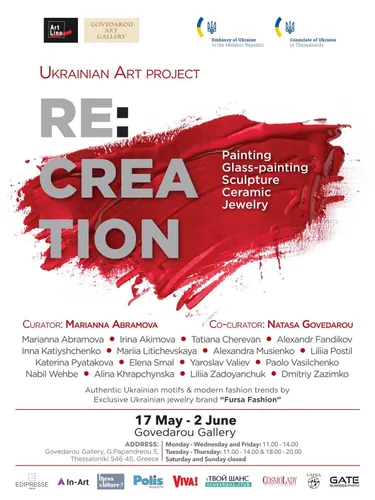 Art
Line
GOVEDAROU
ART
GALLERY
Embassy of Ukraine
to the Hellenic Republic
Consulate of Ukraine
in Thessaloniki
UKRAINIAN ART PROJECT
RE:
CREA
TION
Painting
Glass-painting
Sculpture
Ceramic
Jewelry
CURATOR: MARIANNA ABRAMOVA
CO-CURATOR: NATASA GOVEDAROU
Marianna Abramova • Irina Akimova • Tatiana Cherevan • Alexandr Fandikov
Inna Katiyshchenko • Mariia Litichevskaya • Alexandra Musienko • Liliia Postil
Katerina Pyatakova • Elena Smal • Yaroslav Valiev • Paolo Vasilchenko
Nabil Wehbe • Alina Khrapchynska • Liliia Zadoyanchuk • Dmitriy Zazimko
Authentic Ukrainian motifs & modern fashion trends by
Exclusive Ukrainian jewelry brand “Fursa Fashion”
17 May - 2 June
Govedarou Gallery
ADDRESS:
Govedarou Gallery, G.Papandreou 5,
Thessaloniki 546 45, Greece
Monday - Wednesday and Friday: 11.00 - 14.00
Tuesday - Thursday: 11.00 - 14.00 & 18.00 - 20.00
Saturday and Sunday closed
EDIPRESSE
In-Art
chess
culture?
Polis
VIVA!
ТВОЙ ШАНС
COSMOLADY
GATE
BUSINESS PHOTO